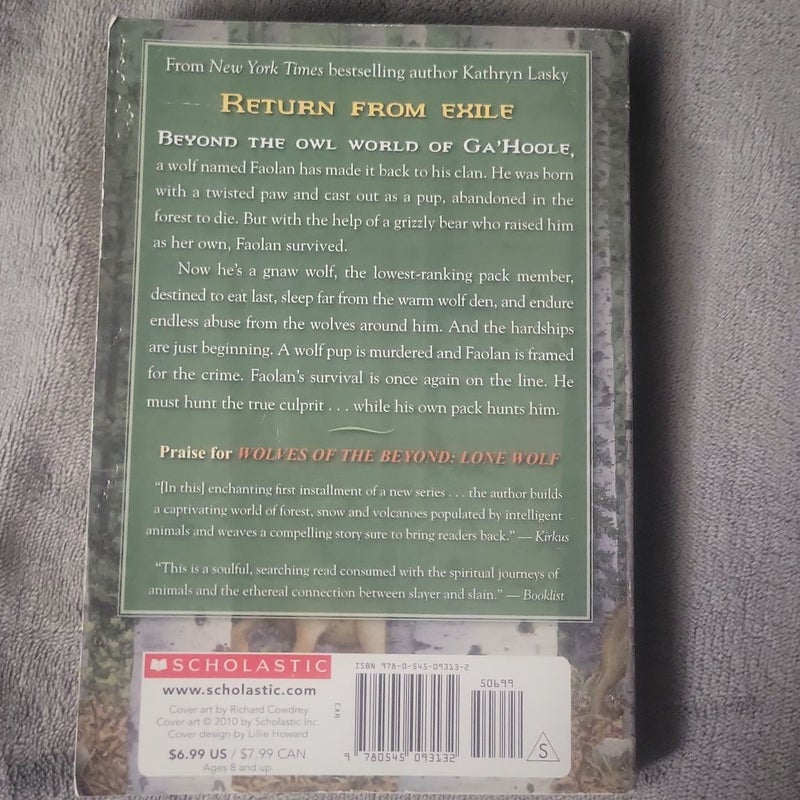 From New York Times bestselling author Kathryn Lasky
Return from exile
Beyond the owl world of Ga'Hoole,
a wolf named Faolan has made it back to his clan. He was born
with a twisted paw and cast out as a pup, abandoned in the
forest to die. But with the help of a grizzly bear who raised him
as her own, Faolan survived.
Now he's a gnaw wolf, the lowest-ranking pack member,
destined to eat last, sleep far from the warm wolf den, and endure
endless abuse from the wolves around him. And the hardships
are just beginning. A wolf pup is murdered and Faolan is framed
for the crime. Faolan's survival is once again on the line. He
must hunt the true culprit . . . while his own pack hunts him.
Praise for WOLVES OF THE BEYOND: LONE WOLF
"[In this] enchanting first installment of a new series . . . the author builds
a captivating world of forest, snow and volcanoes populated by intelligent
animals and weaves a compelling story sure to bring readers back." — Kirkus
"This is a soulful, searching read consumed with the spiritual journeys of
animals and the ethereal connection between slayer and slain." — Booklist
SCHOLASTIC
www.scholastic.com
Cover art by Richard Cowdrey
Cover art © 2010 by Scholastic Inc.
Cover design by Lillie Howard
$6.99 US / $7.99 CAN
Ages 8 and up
CAN
ISBN 978-0-545-09313-2
50699
9 780545 093132
S